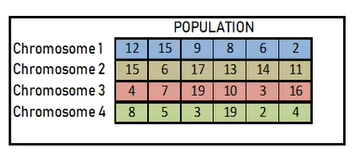 POPULATION
Chromosome 1 12 15 9 8 6 2
Chromosome 2 15 6 17 13 14 11
Chromosome 3 4 7 19 10 3 16
Chromosome 4 8 5 3 19 2 4